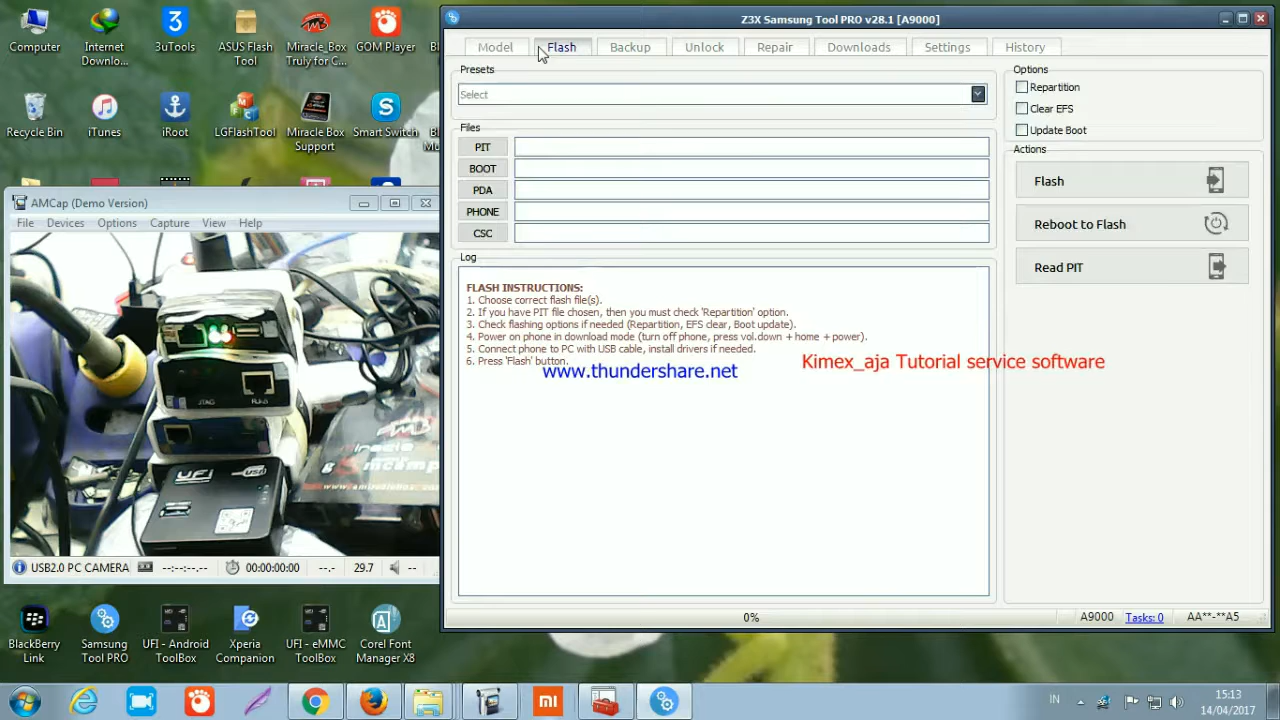 Computer
Internet
Downlo...
3uTools
ASUS Flash
Tool
Miracle_Box
Truly for C...
GOM Player
Recycle Bin
iTunes
iRoot
LGFlashTool
Miracle Box
Support
Smart Switch
AMCap (Demo Version)
File Devices Options Capture View Help
UFi
USB
USB2.0 PC CAMERA --:--:--.-- 00:00:00:00 --.- 29.7 --
BlackBerry
Link
Samsung
Tool PRO
UFI - Android
ToolBox
Xperia
Companion
UFI - eMMC
ToolBox
Corel Font
Manager X8
Z3X Samsung Tool PRO v28.1 [A9000]
Model Flash Backup Unlock Repair Downloads Settings History
Presets
Select
Files
PIT
BOOT
PDA
PHONE
CSC
Log
FLASH INSTRUCTIONS:
1. Choose correct flash file(s).
2. If you have PIT file chosen, then you must check 'Repartition' option.
3. Check flashing options if needed (Repartition, EFS clear, Boot update).
4. Power on phone in download mode (turn off phone, press vol.down + home + power).
5. Connect phone to PC with USB cable, install drivers if needed.
6. Press 'Flash' button.
www.thundershare.net
Kimex_aja Tutorial service software
Options
Repartition
Clear EFS
Update Boot
Actions
Flash
Reboot to Flash
Read PIT
0%
A9000 Tasks: 0 AA**-**A5
IN
15:13
14/04/2017